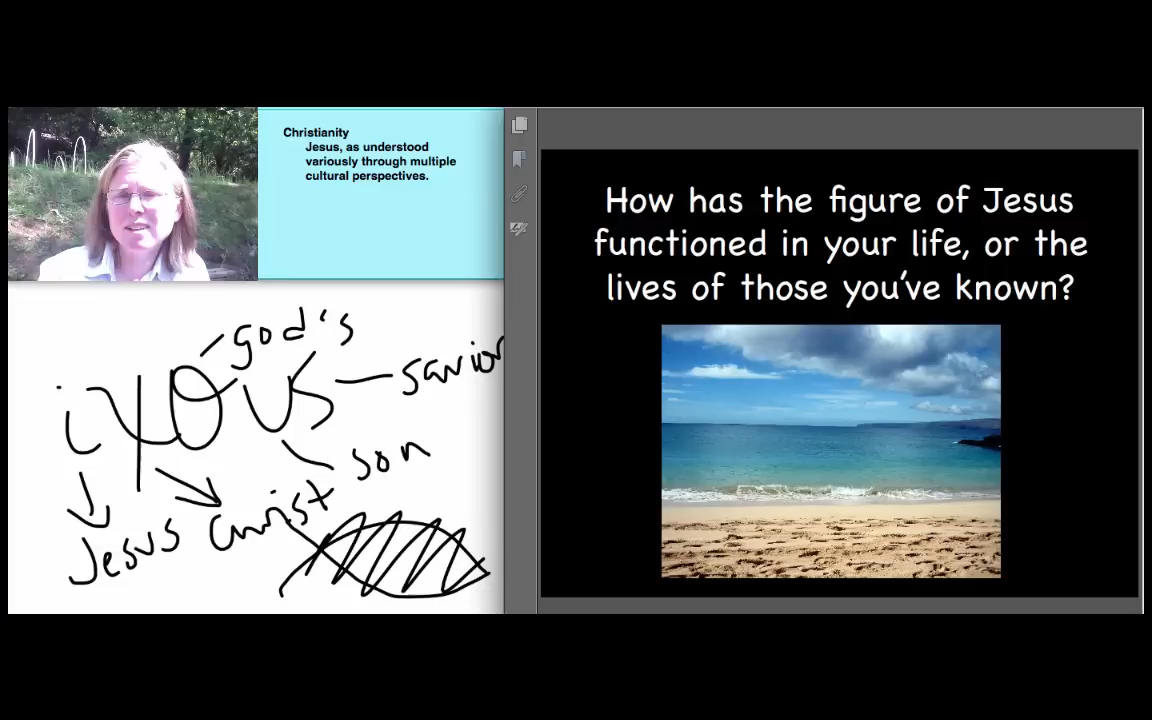 Christianity
Jesus, as understood
variously through multiple
cultural perspectives.
How has the figure of Jesus
functioned in your life, or the
lives of those you've known?
god's
ixθus
savior
son
Jesus Christ